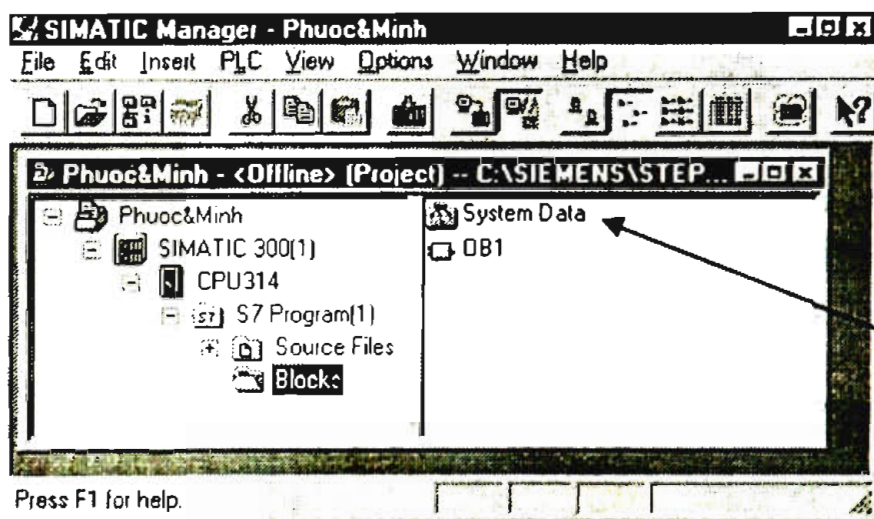 SIMATIC Manager - Phuoc&Minh
File Edit Insert PLC View Options Window Help
Phuoc&Minh - <Offline> (Project) -- C:\SIEMENS\STEP...
Phuoc&Minh
SIMATIC 300(1)
CPU314
S7 Program(1)
Source Files
Blocks
System Data
OB1
Press F1 for help.